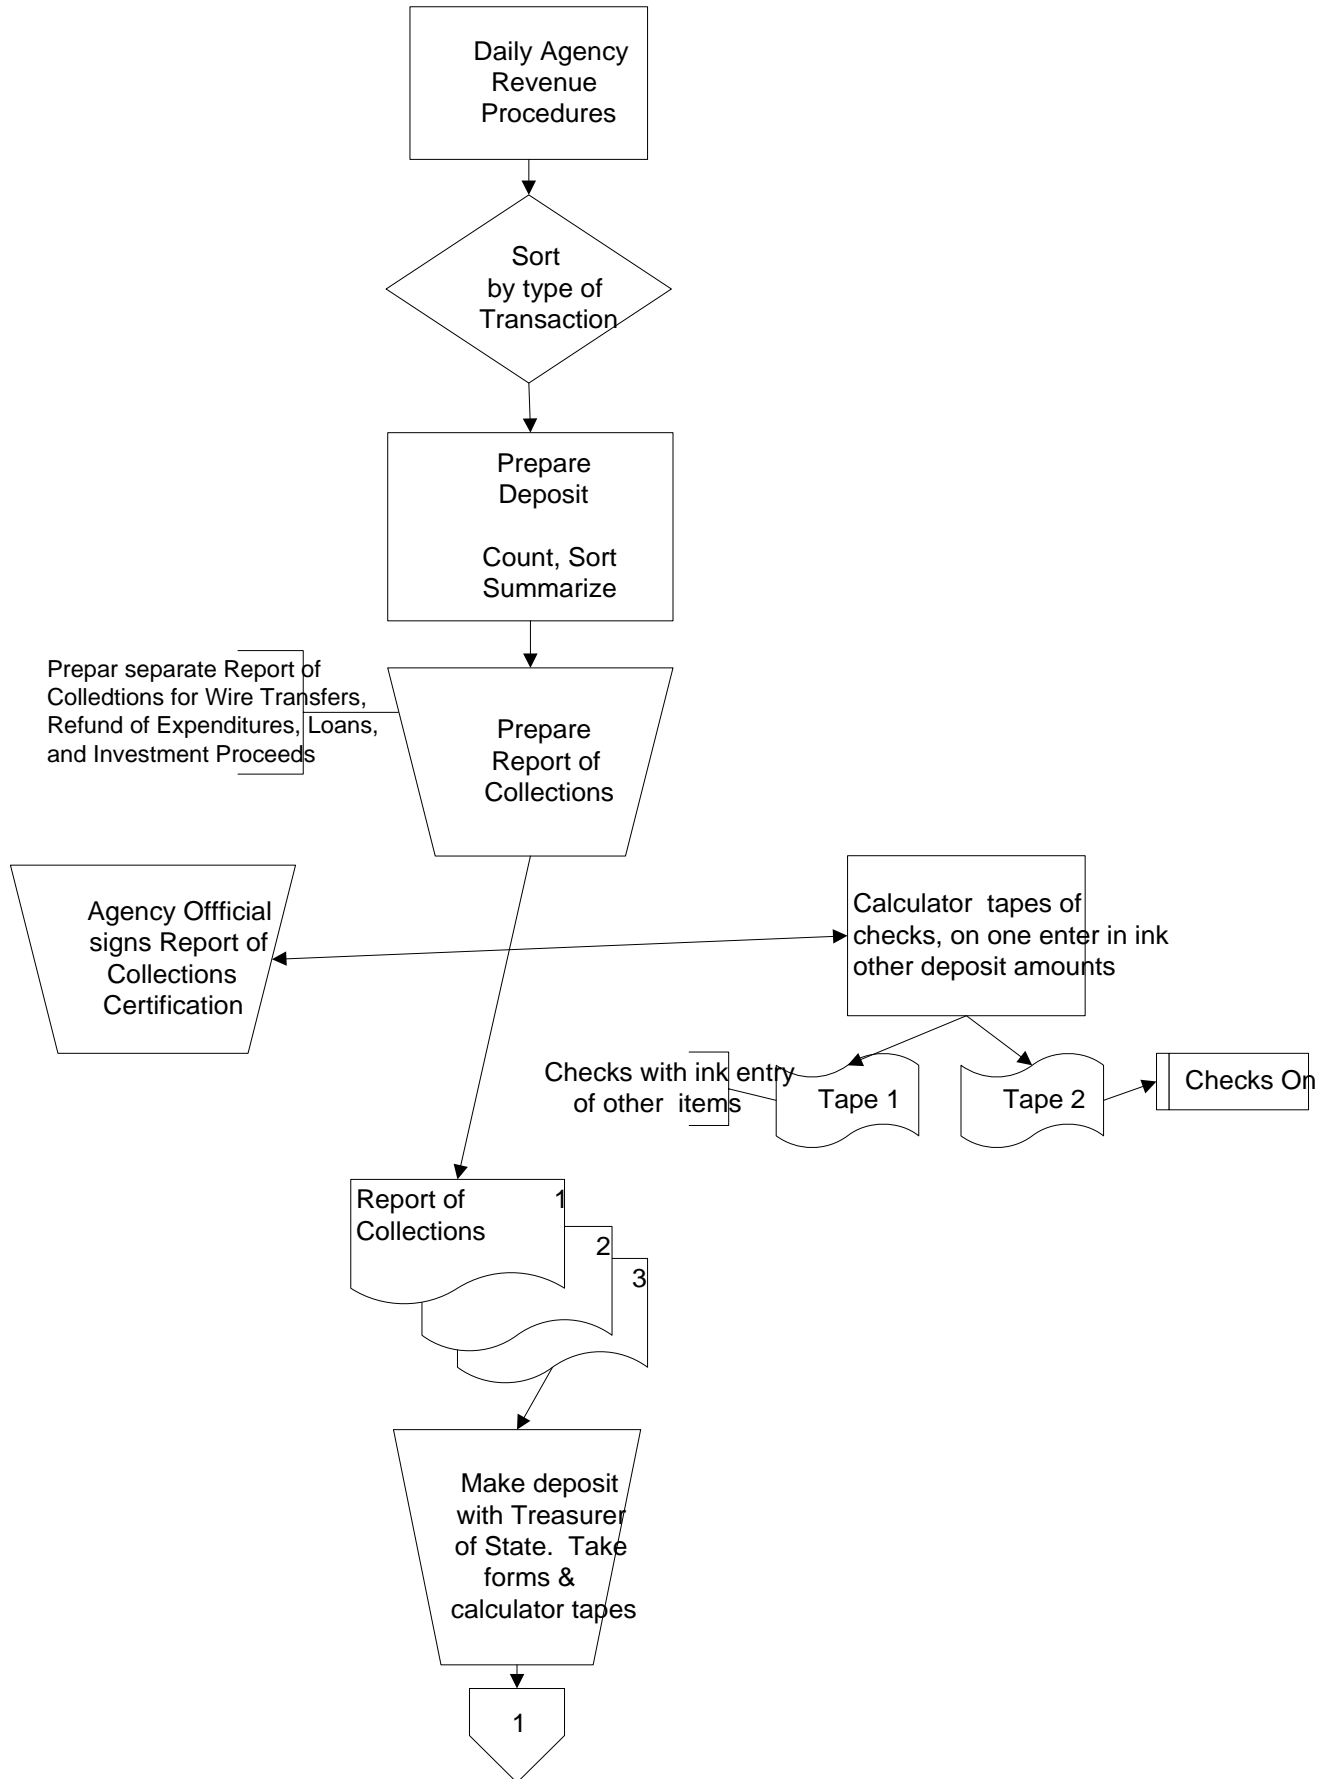 Daily Agency
Revenue
Procedures
Sort
by type of
Transaction
Prepare
Deposit
Count, Sort
Summarize
Prepar separate Report of
Colledtions for Wire Transfers,
Refund of Expenditures, Loans,
and Investment Proceeds
Prepare
Report of
Collections
Agency Offficial
signs Report of
Collections
Certification
Calculator tapes of
checks, on one enter in ink
other deposit amounts
Checks with ink entry
of other items
Tape 1
Tape 2
Checks On
Report of
Collections
1
2
3
Make deposit
with Treasurer
of State. Take
forms &
calculator tapes
1